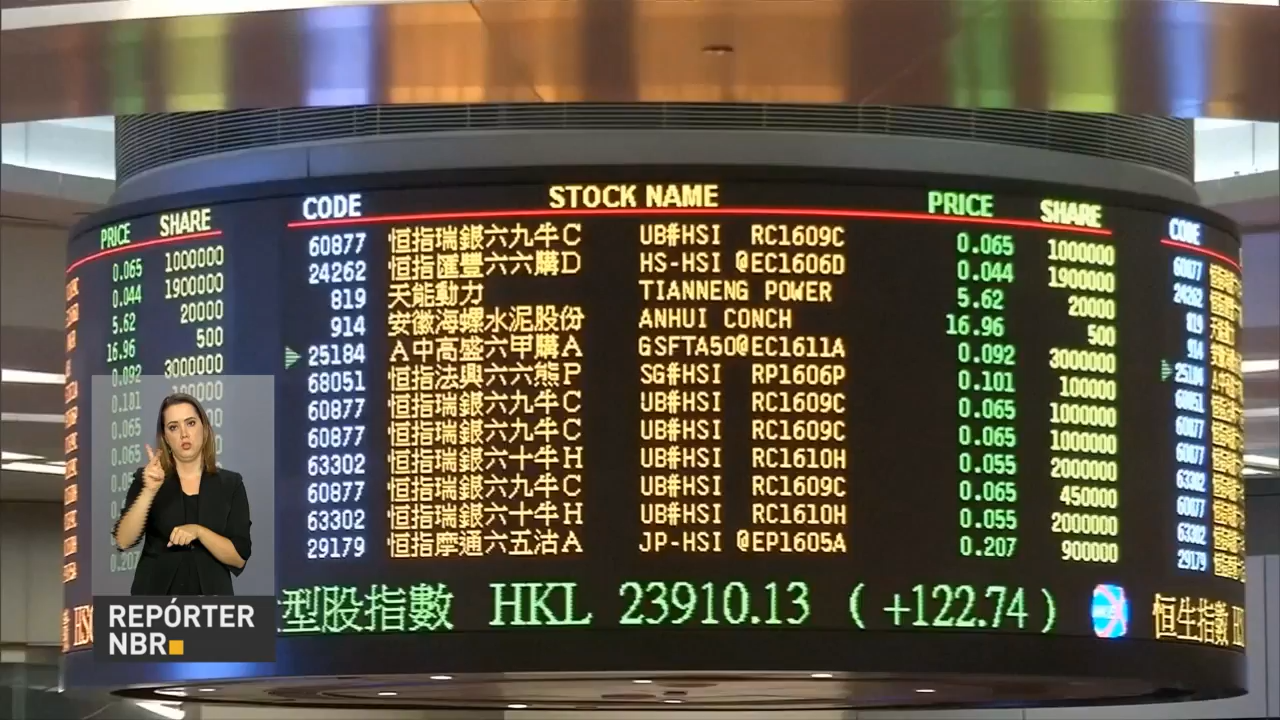 PRICE SHARE
0.065 1000000
0.044 1900000
5.62 20000
16.96 500
0.092 3000000
CODE STOCK NAME PRICE SHARE
60877 恒指瑞銀六九牛C UB#HSI RC1609C 0.065 1000000
24262 恒指匯豐六六購D HS-HSI @EC1606D 0.044 1900000
819 天能動力 TIANNENG POWER 5.62 20000
914 安徽海螺水泥股份 ANHUI CONCH 16.96 500
25184 A中高盛六甲購A GSFTA50@EC1611A 0.092 3000000
68051 恒指法興六六熊P SG#HSI RP1606P 0.101 100000
60877 恒指瑞銀六九牛C UB#HSI RC1609C 0.065 1000000
60877 恒指瑞銀六九牛C UB#HSI RC1609C 0.065 1000000
63302 恒指瑞銀六十牛H UB#HSI RC1610H 0.055 2000000
60877 恒指瑞銀六九牛C UB#HSI RC1609C 0.065 450000
63302 恒指瑞銀六十牛H UB#HSI RC1610H 0.055 2000000
29179 恒指摩通六五沽A JP-HSI @EP1605A 0.207 900000
型股指數 HKL 23910.13 ( +122.74 ) 恒生指數
CODE
60877
24262
819
914
25184
68051
60877
60877
63302
60877
63302
29179
REPÓRTER
NBR